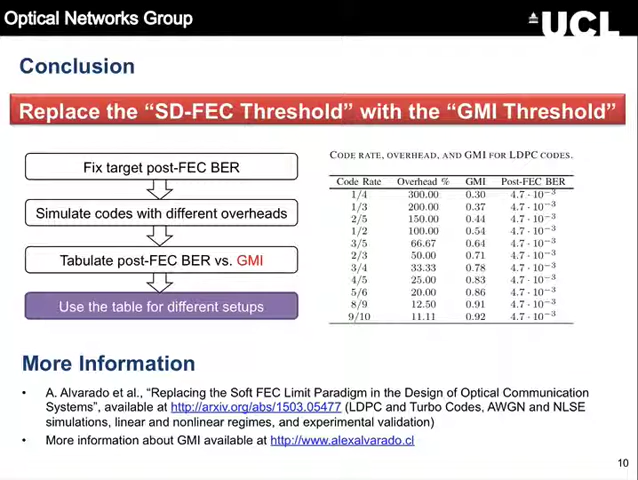 Optical Networks Group
UCL
Conclusion
Replace the “SD-FEC Threshold” with the “GMI Threshold”
Fix target post-FEC BER
Simulate codes with different overheads
Tabulate post-FEC BER vs. GMI
Use the table for different setups
CODE RATE, OVERHEAD, AND GMI FOR LDPC CODES.
Code Rate Overhead % GMI Post-FEC BER
1/4 300.00 0.30 4.7 · 10⁻³
1/3 200.00 0.37 4.7 · 10⁻³
2/5 150.00 0.44 4.7 · 10⁻³
1/2 100.00 0.54 4.7 · 10⁻³
3/5 66.67 0.64 4.7 · 10⁻³
2/3 50.00 0.71 4.7 · 10⁻³
3/4 33.33 0.78 4.7 · 10⁻³
4/5 25.00 0.83 4.7 · 10⁻³
5/6 20.00 0.86 4.7 · 10⁻³
8/9 12.50 0.91 4.7 · 10⁻³
9/10 11.11 0.92 4.7 · 10⁻³
More Information
• A. Alvarado et al., “Replacing the Soft FEC Limit Paradigm in the Design of Optical Communication
Systems”, available at http://arxiv.org/abs/1503.05477 (LDPC and Turbo Codes, AWGN and NLSE
simulations, linear and nonlinear regimes, and experimental validation)
• More information about GMI available at http://www.alexalvarado.cl
10